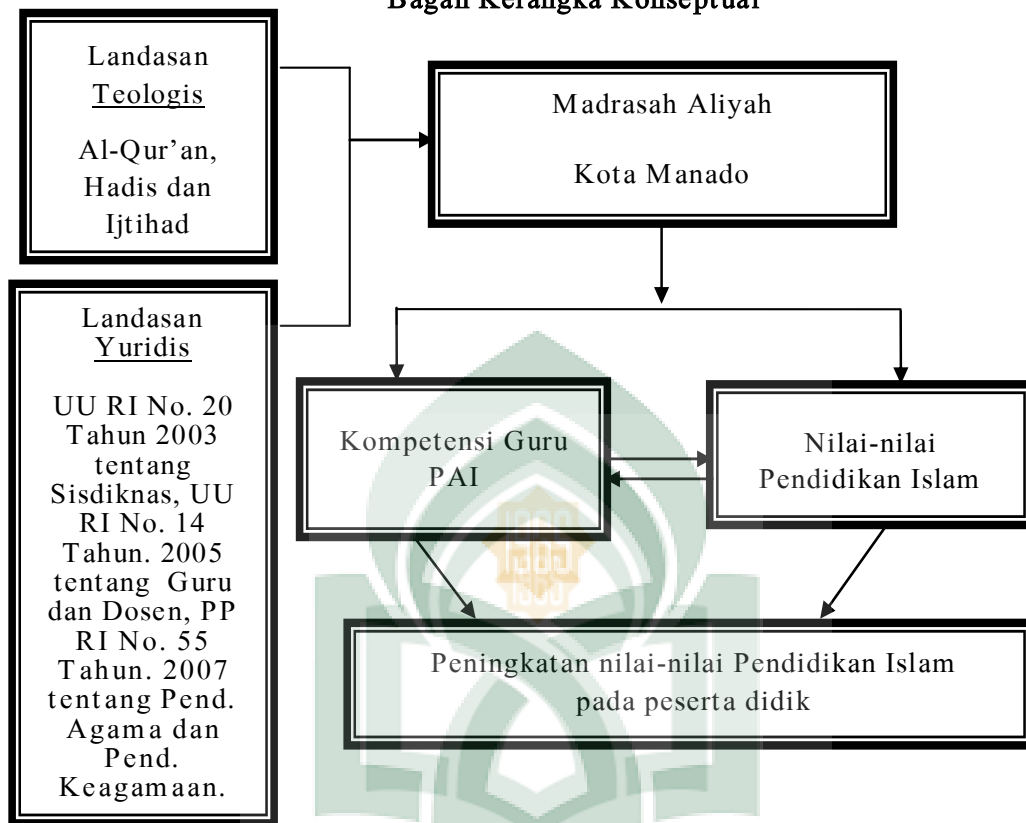 Bagan Kerangka Konseptual
Landasan
Teologis
Al-Qur’an,
Hadis dan
Ijtihad
Madrasah Aliyah
Kota Manado
Landasan
Yuridis
UU RI No. 20
Tahun 2003
tentang
Sisdiknas, UU
RI No. 14
Tahun. 2005
tentang Guru
dan Dosen, PP
RI No. 55
Tahun. 2007
tentang Pend.
Agama dan
Pend.
Keagamaan.
Kompetensi Guru
PAI
Nilai-nilai
Pendidikan Islam
Peningkatan nilai-nilai Pendidikan Islam
pada peserta didik